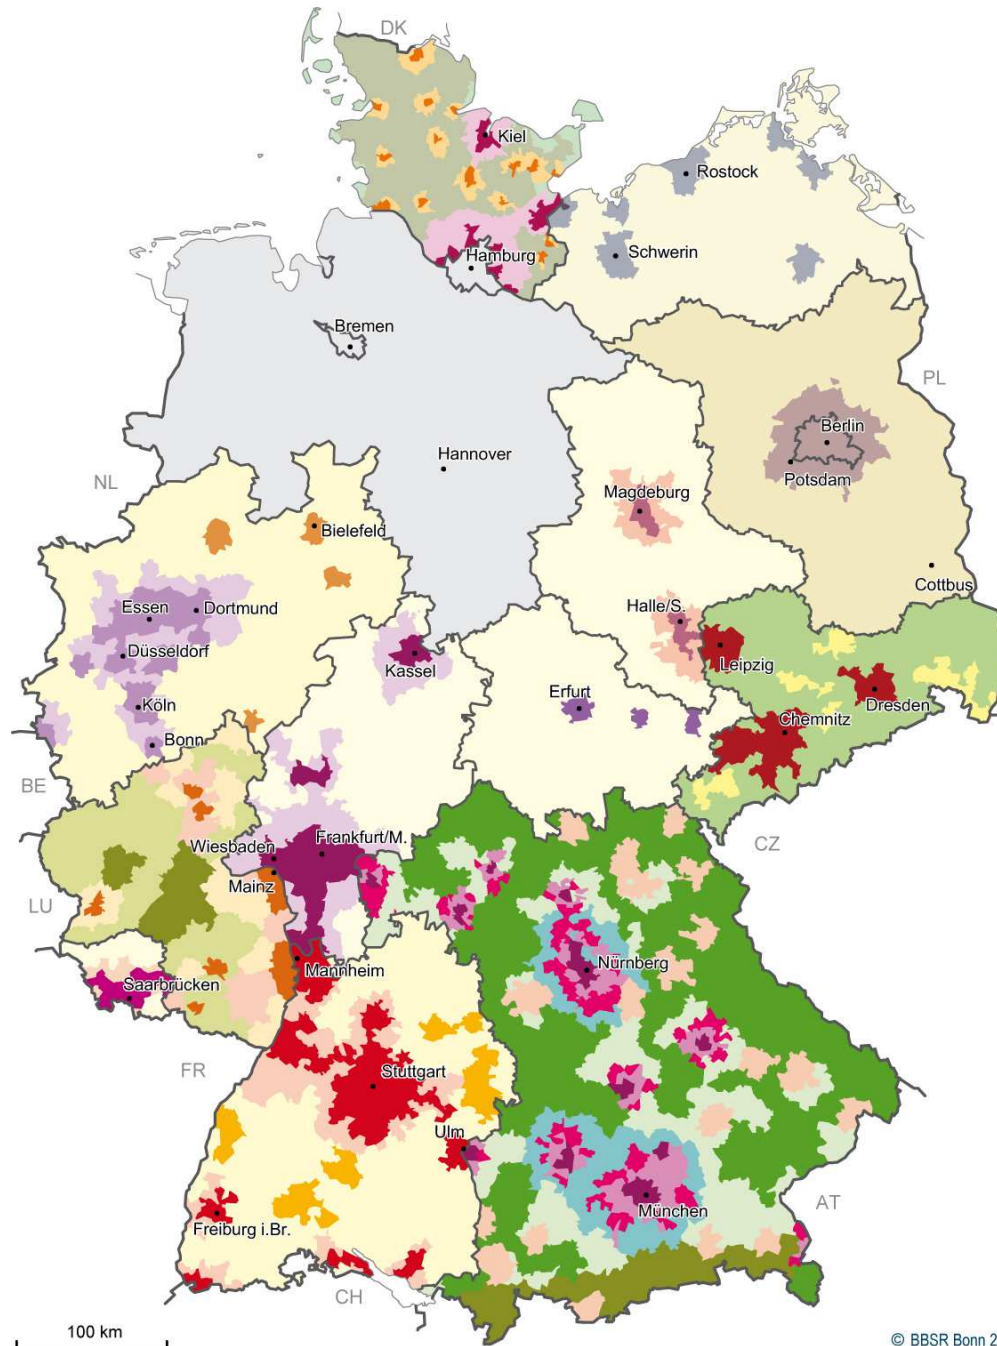 DK
Kiel
Rostock
Schwerin
Hamburg
Bremen
PL
Berlin
Hannover
NL
Potsdam
Magdeburg
Bielefeld
Cottbus
Essen
Dortmund
Halle/S.
Düsseldorf
Leipzig
Kassel
Köln
Erfurt
Dresden
Chemnitz
Bonn
BE
Wiesbaden
Frankfurt/M.
CZ
Mainz
LU
Nürnberg
Mannheim
Saarbrücken
FR
Stuttgart
Ulm
München
AT
Freiburg i.Br.
CH
100 km
© BBSR Bonn 2